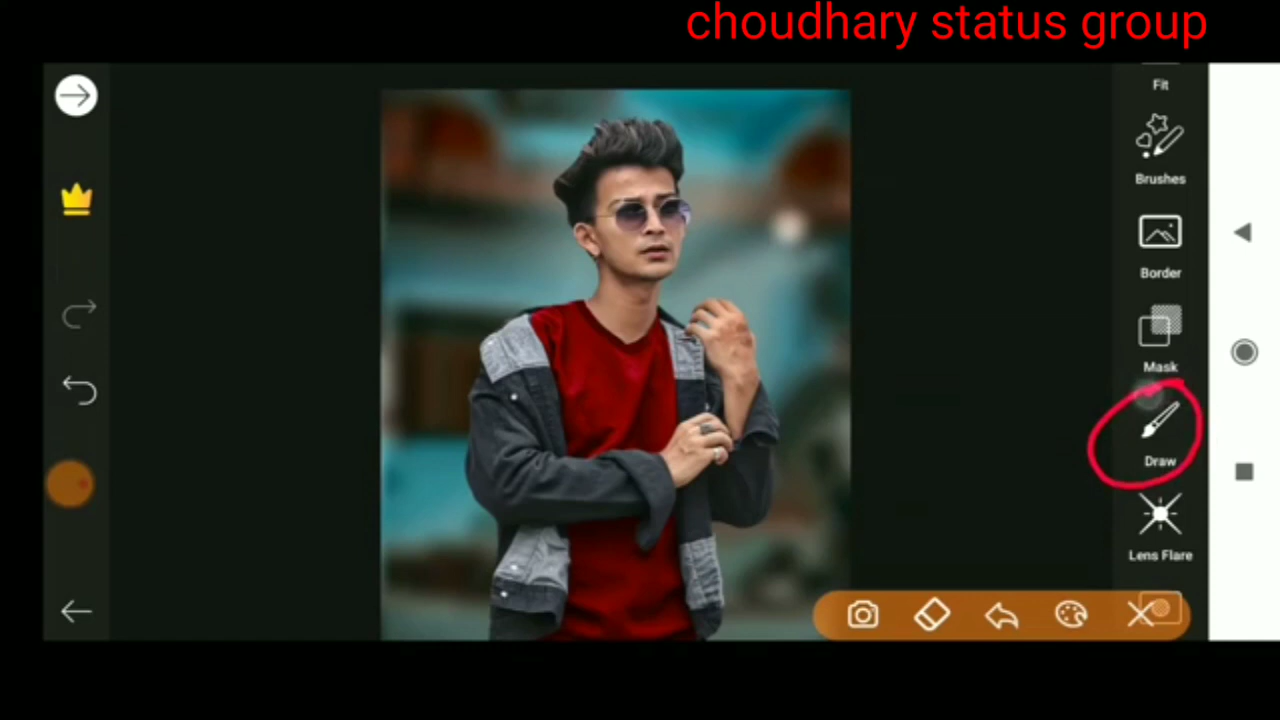 choudhary status group
Fit
Brushes
Border
Mask
Draw
Lens Flare